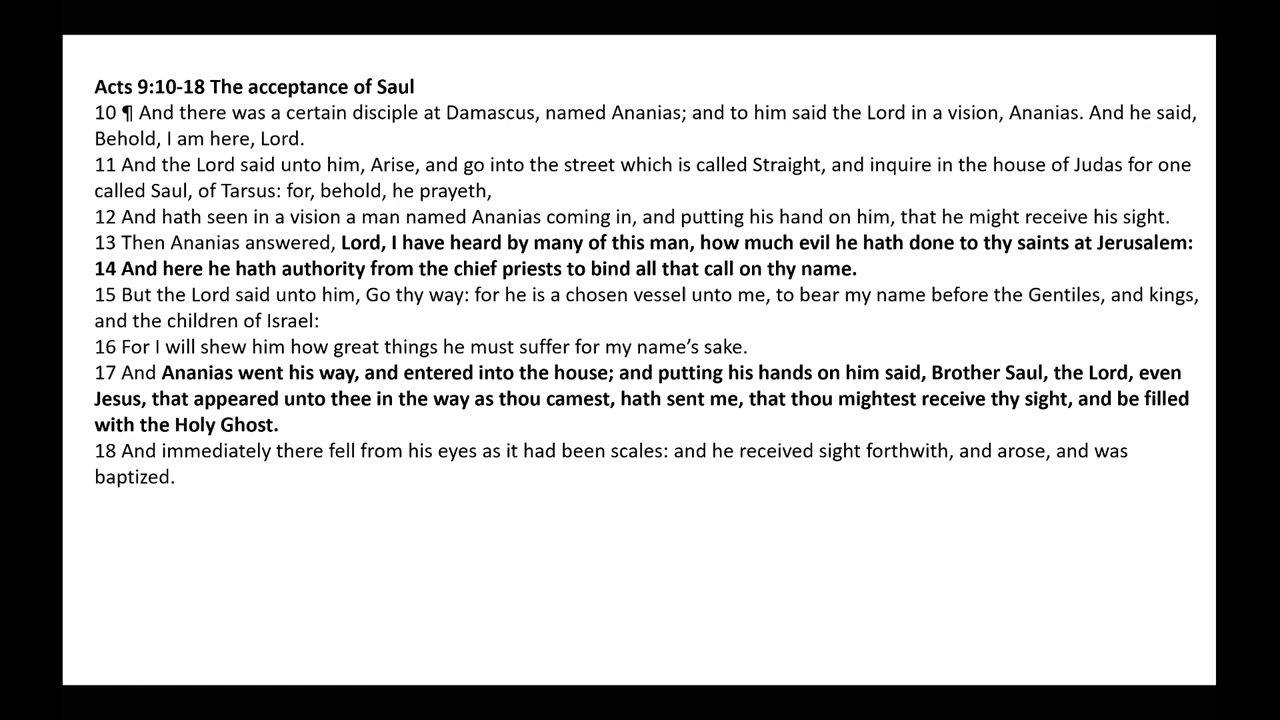 Acts 9:10-18 The acceptance of Saul
10 ¶ And there was a certain disciple at Damascus, named Ananias; and to him said the Lord in a vision, Ananias. And he said,
Behold, I am here, Lord.
11 And the Lord said unto him, Arise, and go into the street which is called Straight, and inquire in the house of Judas for one
called Saul, of Tarsus: for, behold, he prayeth,
12 And hath seen in a vision a man named Ananias coming in, and putting his hand on him, that he might receive his sight.
13 Then Ananias answered, Lord, I have heard by many of this man, how much evil he hath done to thy saints at Jerusalem:
14 And here he hath authority from the chief priests to bind all that call on thy name.
15 But the Lord said unto him, Go thy way: for he is a chosen vessel unto me, to bear my name before the Gentiles, and kings,
and the children of Israel:
16 For I will shew him how great things he must suffer for my name’s sake.
17 And Ananias went his way, and entered into the house; and putting his hands on him said, Brother Saul, the Lord, even
Jesus, that appeared unto thee in the way as thou camest, hath sent me, that thou mightest receive thy sight, and be filled
with the Holy Ghost.
18 And immediately there fell from his eyes as it had been scales: and he received sight forthwith, and arose, and was
baptized.